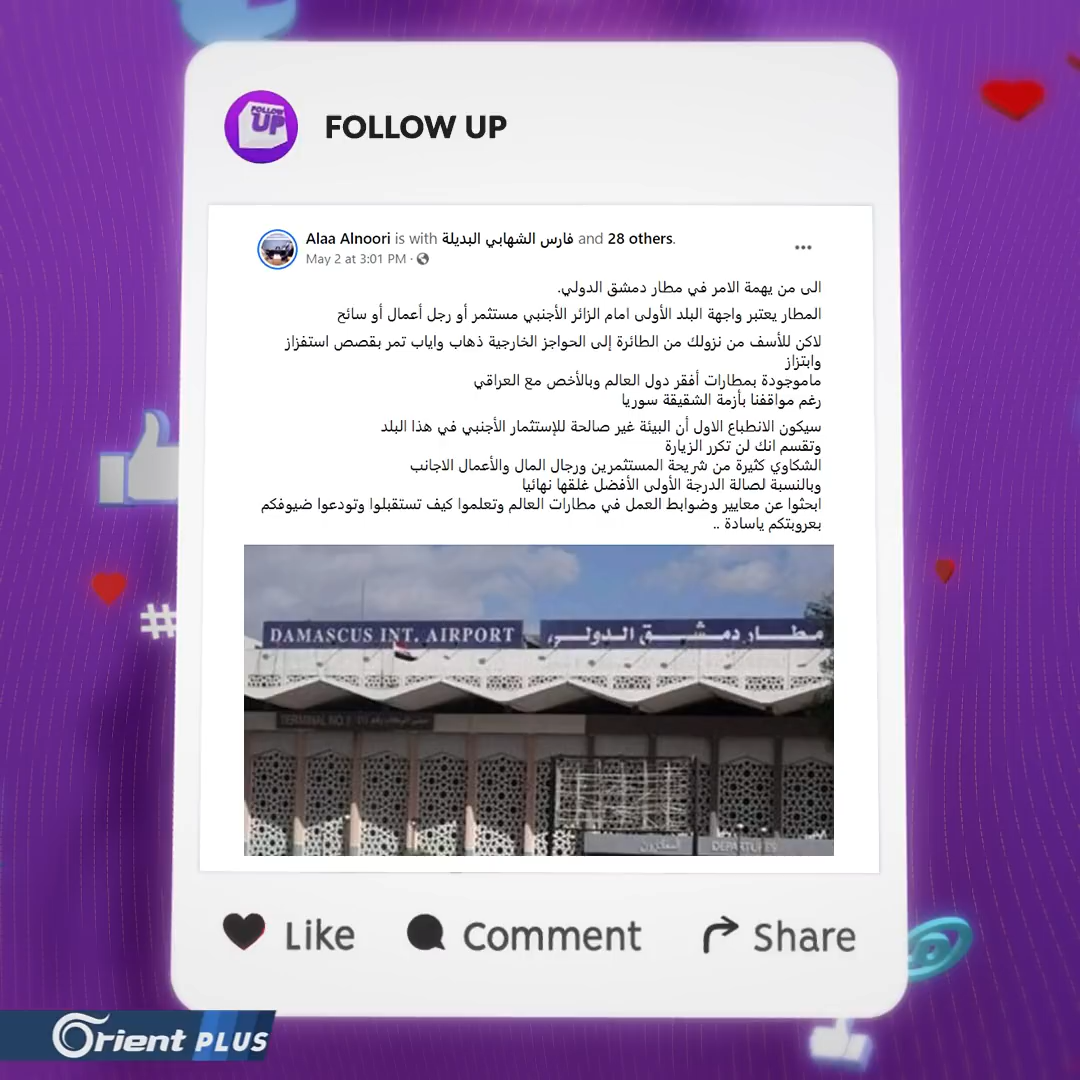 FOLLOW UP
FOLLOW UP
Alaa Alnoori is with فارس الشهابي البديلة and 28 others.
May 2 at 3:01 PM ·
الى من يهمة الامر في مطار دمشق الدولي.
المطار يعتبر واجهة البلد الأولى امام الزائر الأجنبي مستثمر أو رجل أعمال أو سائح
لاكن للأسف من نزولك من الطائرة إلى الحواجز الخارجية ذهاب واياب تمر بقصص استفزاز
وابتزاز
ماموجودة بمطارات أفقر دول العالم وبالأخص مع العراقي
رغم مواقفنا بأزمة الشقيقة سوريا
سيكون الانطباع الاول أن البيئة غير صالحة للإستثمار الأجنبي في هذا البلد
وتقسم انك لن تكرر الزيارة
الشكاوي كثيرة من شريحة المستثمرين ورجال المال والأعمال الاجانب
وبالنسبة لصالة الدرجة الأولى الأفضل غلقها نهائيا
ابحثوا عن معايير وضوابط العمل في مطارات العالم وتعلموا كيف تستقبلوا وتودعوا ضيوفكم
بعروبتكم ياسادة ..
DAMASCUS INT. AIRPORT
مطار دمشق الدولي
TERMINAL NO. 1
المغادرون
DEPARTURES
Like
Comment
Share
#
Orient PLUS